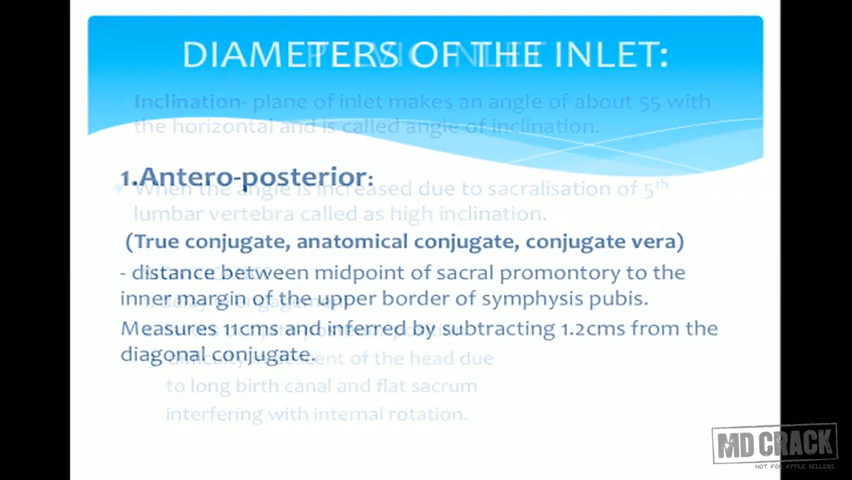 DIAMETERS OF THE INLET:
Inclination- plane of inlet makes an angle of about 55 with
the horizontal and is called angle of inclination.
1.Antero-posterior:
When the angle is increased due to sacralisation of 5th
lumbar vertebra called as high inclination.
(True conjugate, anatomical conjugate, conjugate vera)
- distance between midpoint of sacral promontory to the
inner margin of the upper border of symphysis pubis.
Measures 11cms and inferred by subtracting 1.2cms from the
diagonal conjugate.
descent of the head due
to long birth canal and flat sacrum
interfering with internal rotation.
MD CRACK
NOT FOR APPLE SELLERS